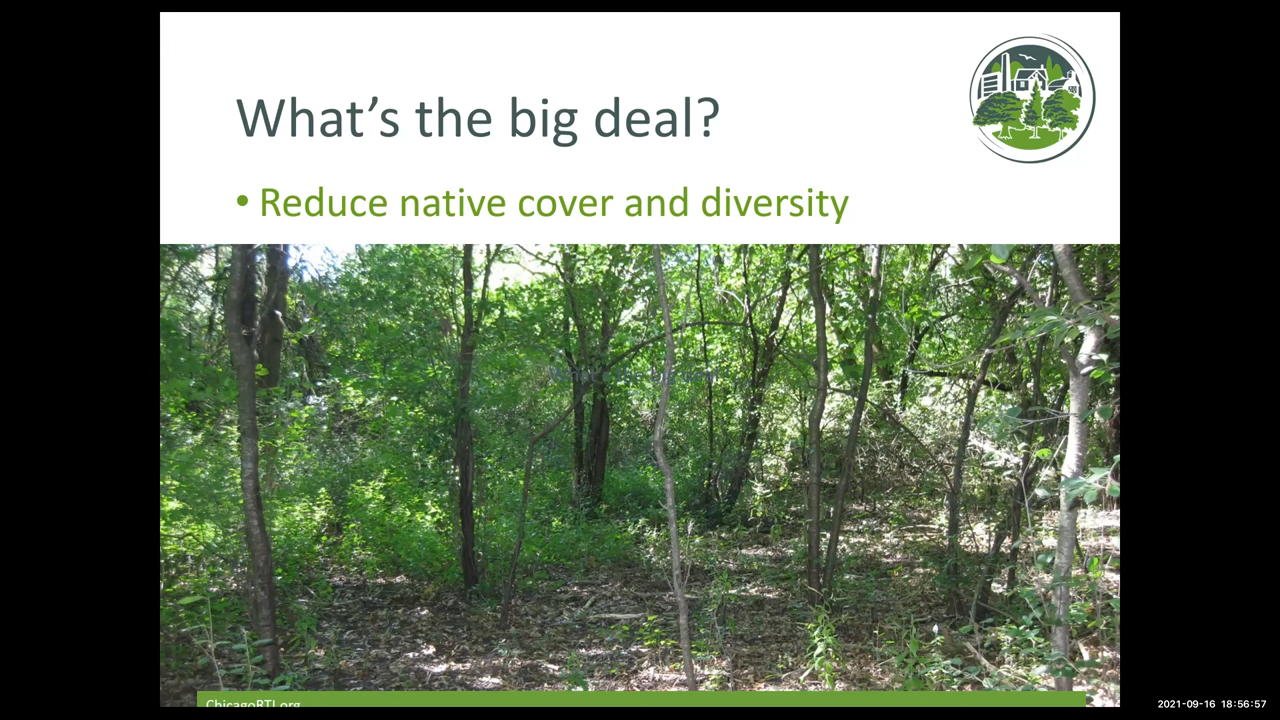 What's the big deal?
• Reduce native cover and diversity
ChicagoRTI.org
2021-09-16 18:56:57